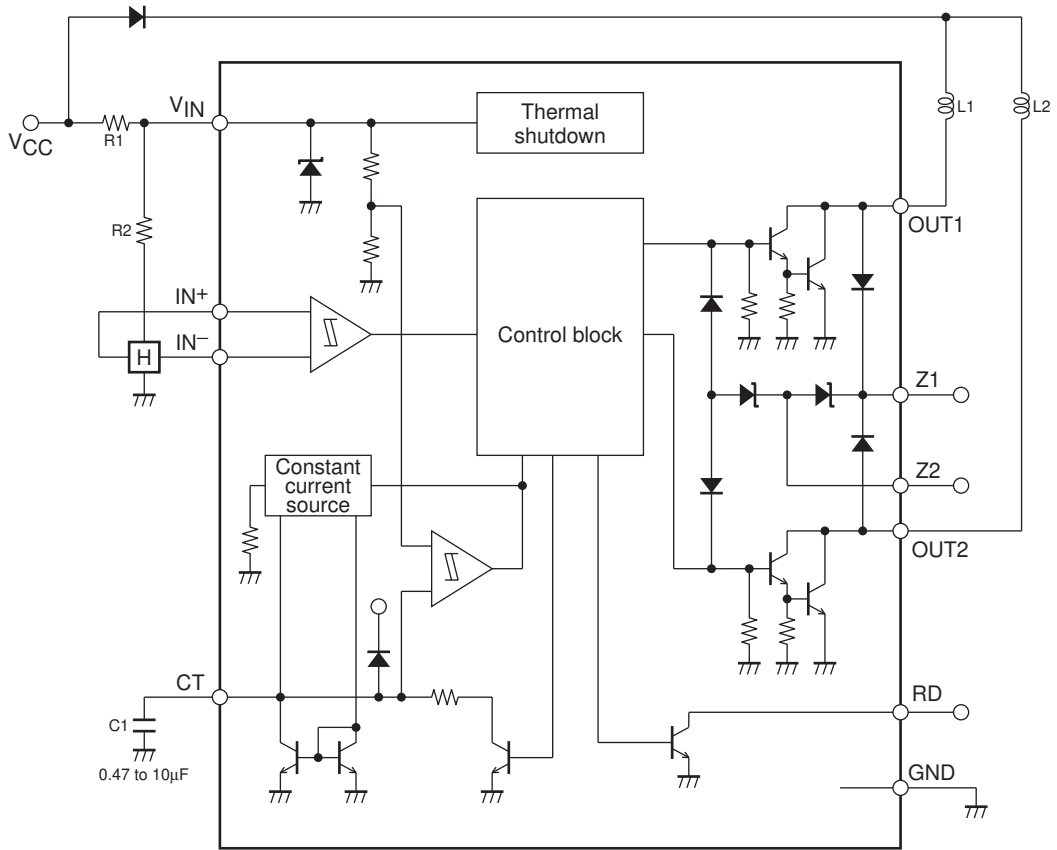 VCC
R1
VIN
Thermal
shutdown
L1
L2
R2
OUT1
IN+
IN−
H
Control block
Z1
Z2
Constant
current
source
OUT2
CT
C1
0.47 to 10μF
RD
GND